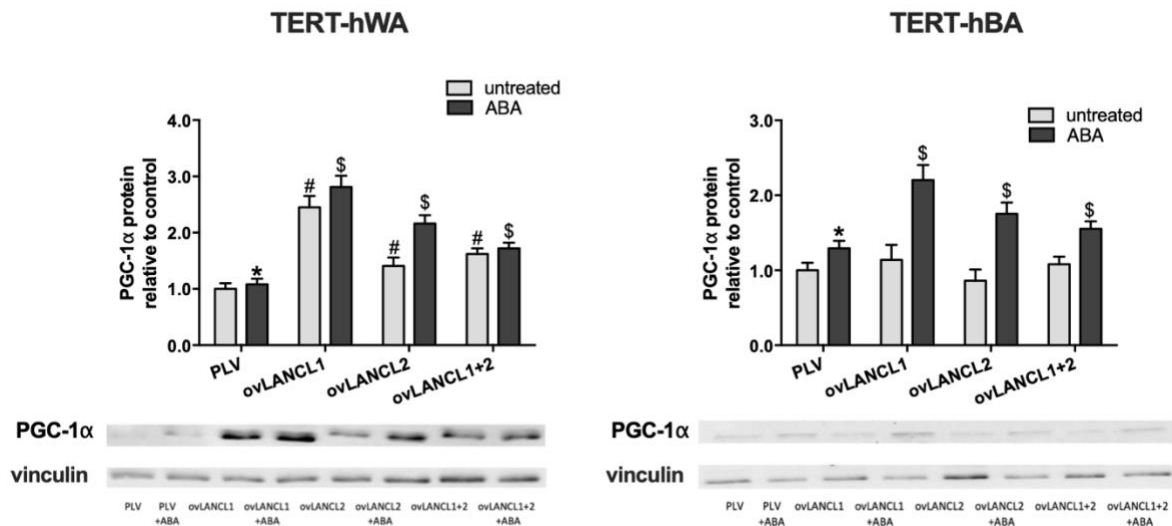 TERT-hWA
untreated
ABA
PGC-1α protein
relative to control
4.0
3.0
2.0
1.0
0.0
*
#
$
#
$
#
$
PLV
ovLANCL1
ovLANCL2
ovLANCL1+2
PGC-1α
vinculin
PLV
PLV
+ABA
ovLANCL1
ovLANCL1
+ABA
ovLANCL2
ovLANCL2
+ABA
ovLANCL1+2
ovLANCL1+2
+ABA
TERT-hBA
untreated
ABA
PGC-1α protein
relative to control
3.0
2.0
1.0
0.0
*
$
$
$
PLV
ovLANCL1
ovLANCL2
ovLANCL1+2
PGC-1α
vinculin
PLV
PLV
+ABA
ovLANCL1
ovLANCL1
+ABA
ovLANCL2
ovLANCL2
+ABA
ovLANCL1+2
ovLANCL1+2
+ABA